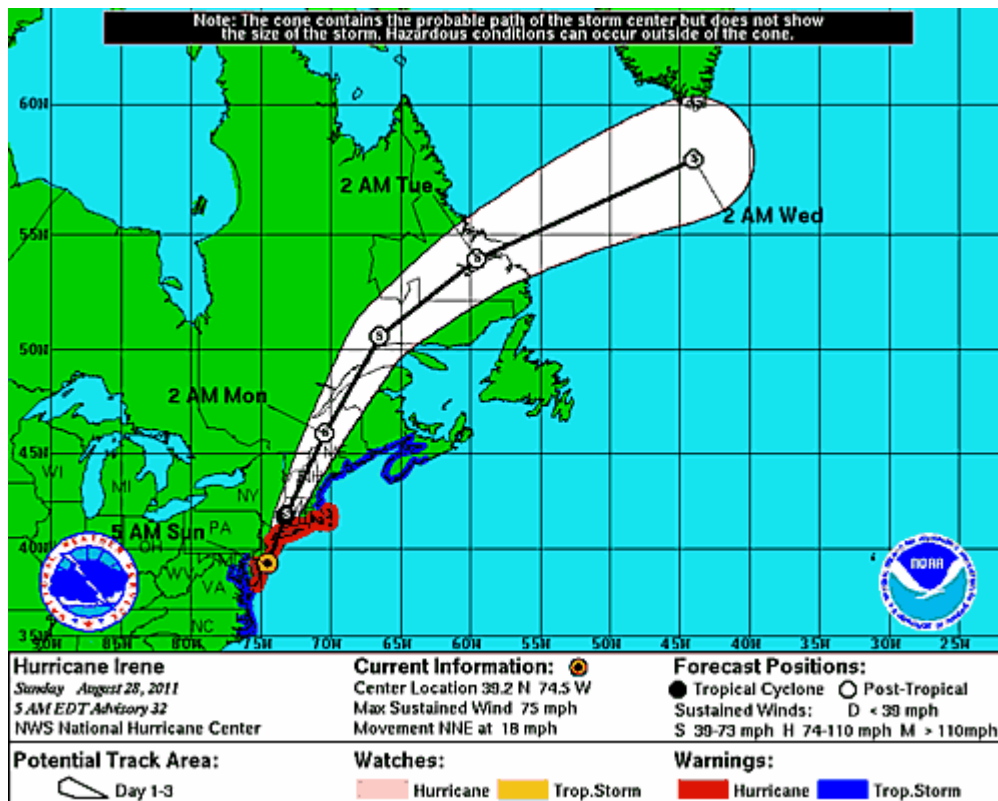 Note: The cone contains the probable path of the storm center but does not show
the size of the storm. Hazardous conditions can occur outside of the cone.
60N
2 AM Tue
2 AM Wed
55N
50N
2 AM Mon
45N
WI
MI
NY
5 AM Sun
PA
40N
OH
WV
VA
NOAA
NC
35N
90W 85W 80W 75W 70W 65W 60W 55W 50W 45W 40W 35W 30W 25W
Hurricane Irene
Sunday August 28, 2011
5 AM EDT Advisory 32
NWS National Hurricane Center
Current Information:
Center Location 39.2 N 74.5 W
Max Sustained Wind 75 mph
Movement NNE at 18 mph
Forecast Positions:
Tropical Cyclone Post-Tropical
Sustained Winds: D < 39 mph
S 39-73 mph H 74-110 mph M > 110mph
Potential Track Area:
Day 1-3
Watches:
Hurricane Trop.Storm
Warnings:
Hurricane Trop.Storm